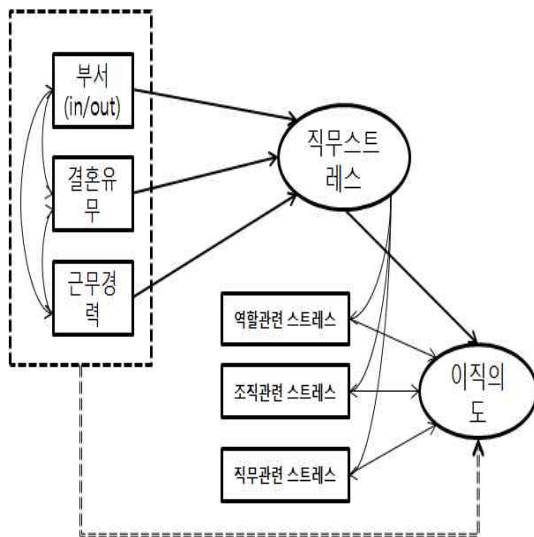 부서
(in/out)
직무스트
레스
결혼유
무
근무경
력
역할관련 스트레스
조직관련 스트레스
이직의
도
직무관련 스트레스